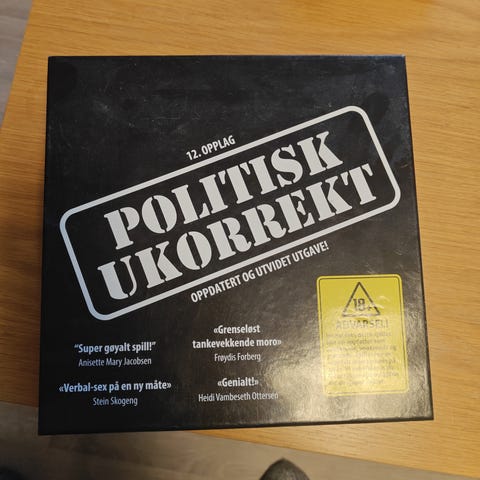 12. OPPLAG
POLITISK
UKORREKT
OPPDATERT OG UTVIDET UTGAVE!
“Super gøyalt spill!”
Anisette Mary Jacobsen
«Verbal-sex på en ny måte»
Stein Skogeng
«Grenseløst
tankevekkende moro»
Frøydis Forberg
«Genialt!»
Heidi Vambeseth Ottersen
18+
ADVARSEL!